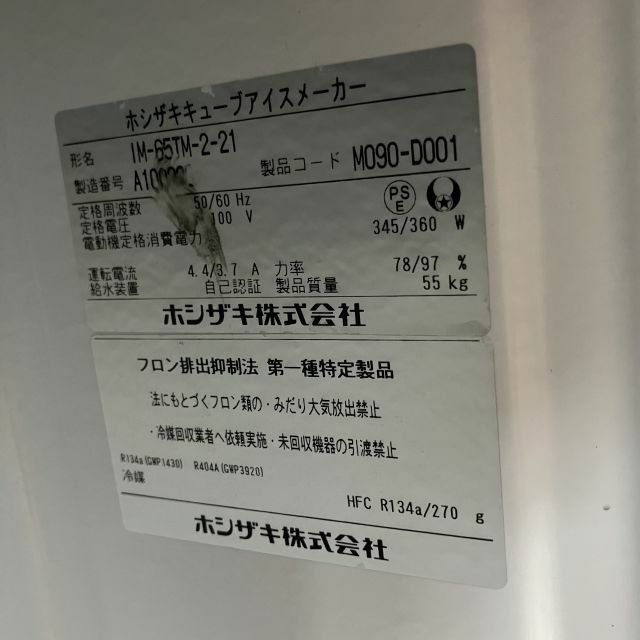 ホシザキキューブアイスメーカー
形名 IM-65TM-2-21
製造番号 製品コード M090-D001
定格周波数 50/60 Hz
定格電圧 100 V
電動機定格消費電力 345/360 W
PS
E
運転電流 4.4/3.7 A 力率 78/97 %
給水装置 自己認証 製品質量 55 kg
ホシザキ株式会社
フロン排出抑制法 第一種特定製品
法にもとづくフロン類の・みだり大気放出禁止
・冷媒回収業者へ依頼実施・未回収機器の引渡禁止
R134a(GWP1430) R404A(GWP3920)
冷媒 HFC R134a/270 g
ホシザキ株式会社